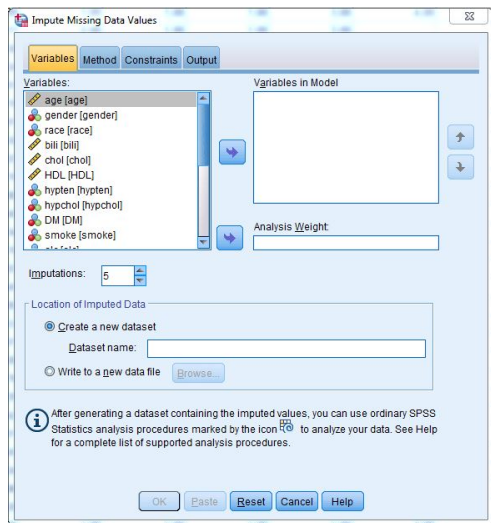 Impute Missing Data Values
Variables Method Constraints Output
Variables:
age [age]
gender [gender]
race [race]
bili [bili]
chol [chol]
HDL [HDL]
hypten [hypten]
hypchol [hypchol]
DM [DM]
smoke [smoke]
Variables in Model
Analysis Weight:
Imputations: 5
Location of Imputed Data
Create a new dataset
Dataset name:
Write to a new data file Browse...
After generating a dataset containing the imputed values, you can use ordinary SPSS
Statistics analysis procedures marked by the icon to analyze your data. See Help
for a complete list of supported analysis procedures.
OK Paste Reset Cancel Help